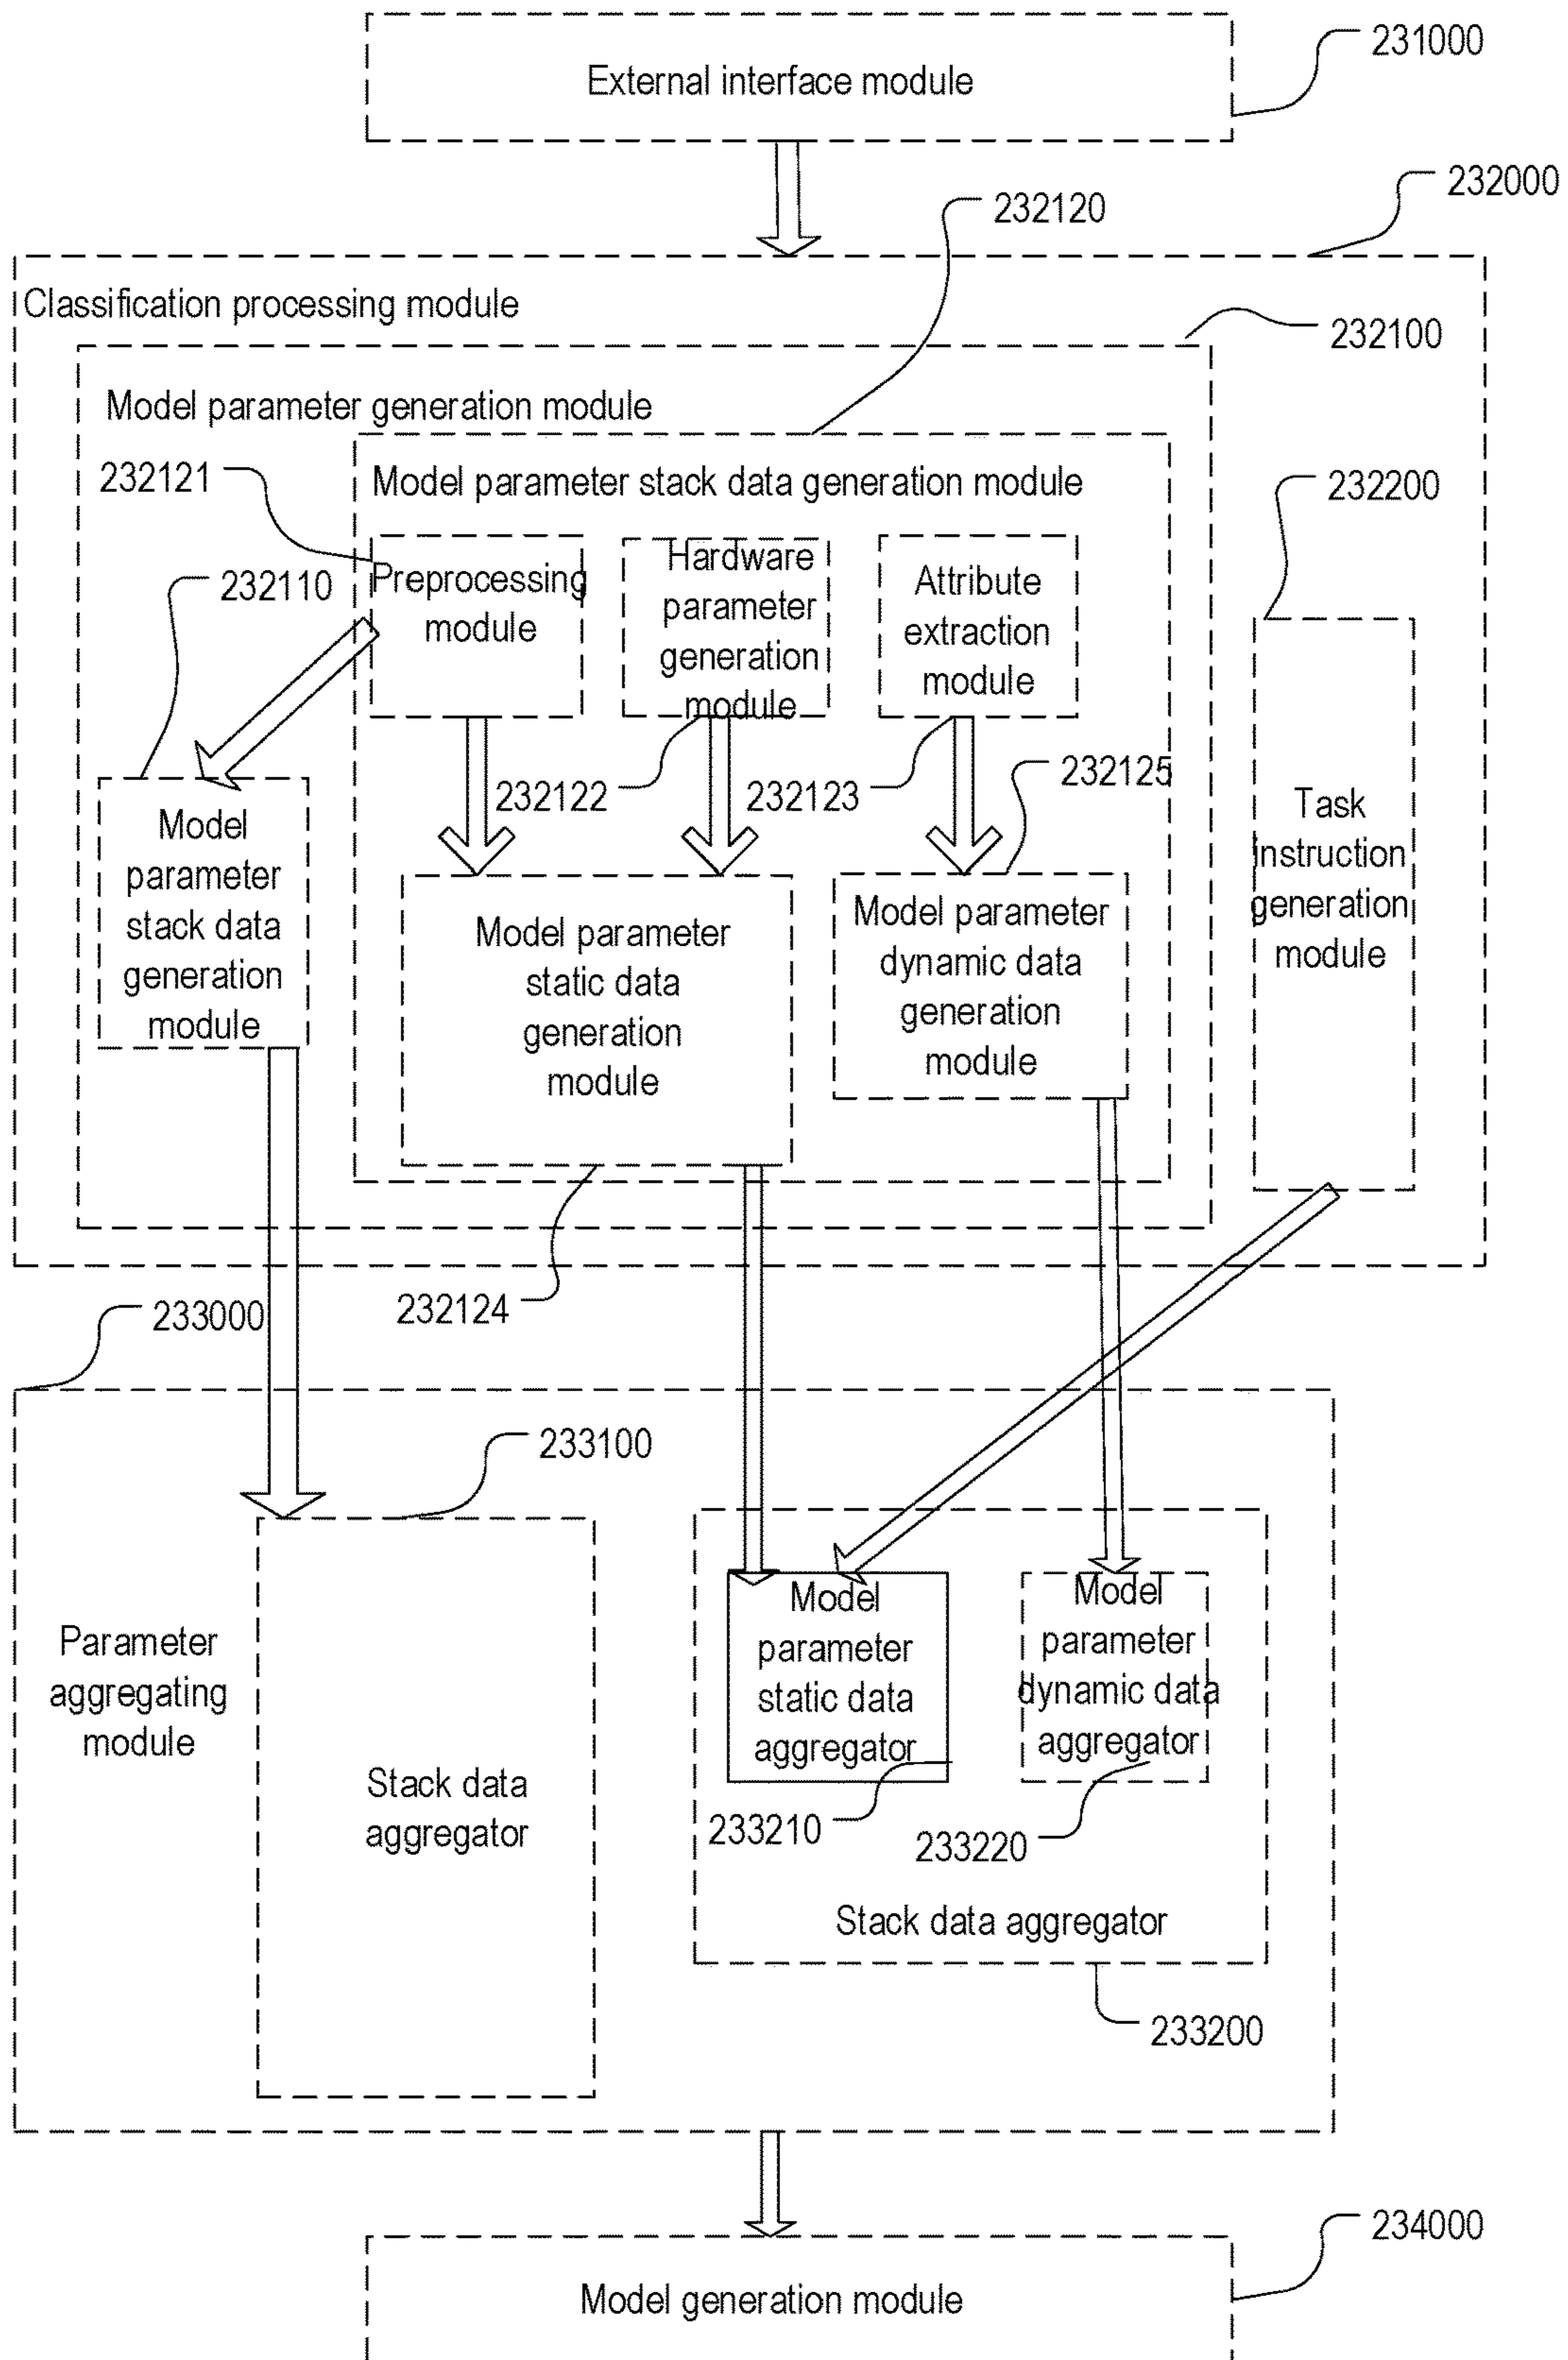 231000
External interface module
232000
232120
Classification processing module
232100
Model parameter generation module
232121
Model parameter stack data generation module
232200
232110
Preprocessing
module
Hardware
parameter
generation
module
Attribute
extraction
module
232122
232123
232125
Model
parameter
stack data
generation
module
Model parameter
static data
generation
module
Model parameter
dynamic data
generation
module
Task
instruction
generation
module
232124
233000
233100
Parameter
aggregating
module
Stack data
aggregator
Model
parameter
static data
aggregator
Model
parameter
dynamic data
aggregator
233210
233220
Stack data aggregator
233200
234000
Model generation module